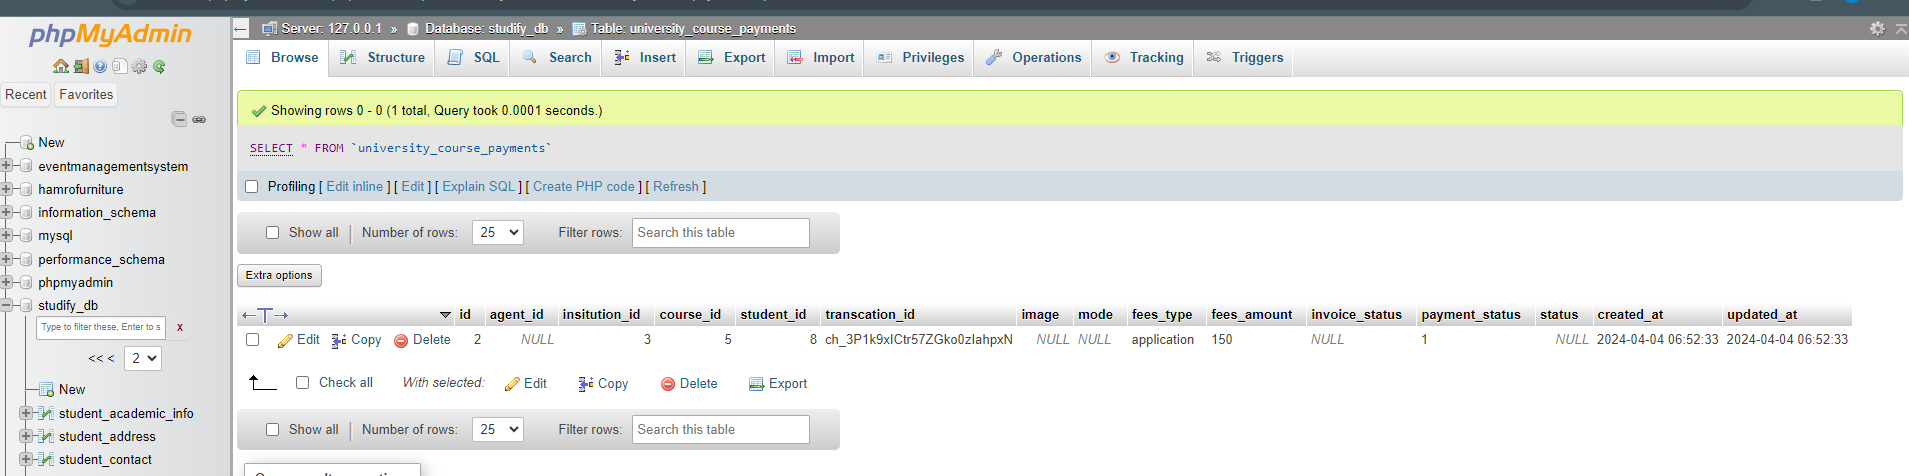 phpMyAdmin
Recent Favorites
New
eventmanagementsystem
hamrofurniture
information_schema
mysql
performance_schema
phpmyadmin
studify_db
Type to filter these, Enter to s X
<< < 2
New
student_academic_info
student_address
student_contact
Server: 127.0.0.1 » Database: studify_db » Table: university_course_payments
Browse Structure SQL Search Insert Export Import Privileges Operations Tracking Triggers
Showing rows 0 - 0 (1 total, Query took 0.0001 seconds.)
SELECT * FROM `university_course_payments`
Profiling [ Edit inline ] [ Edit ] [ Explain SQL ] [ Create PHP code ] [ Refresh ]
Show all | Number of rows: 25 Filter rows: Search this table
Extra options
id agent_id insitution_id course_id student_id transcation_id image mode fees_type fees_amount invoice_status payment_status status created_at updated_at
Edit Copy Delete 2 NULL 3 5 8 ch_3P1k9xICtr57ZGko0zlahpxN NULL NULL application 150 NULL 1 NULL 2024-04-04 06:52:33 2024-04-04 06:52:33
Check all With selected: Edit Copy Delete Export
Show all | Number of rows: 25 Filter rows: Search this table